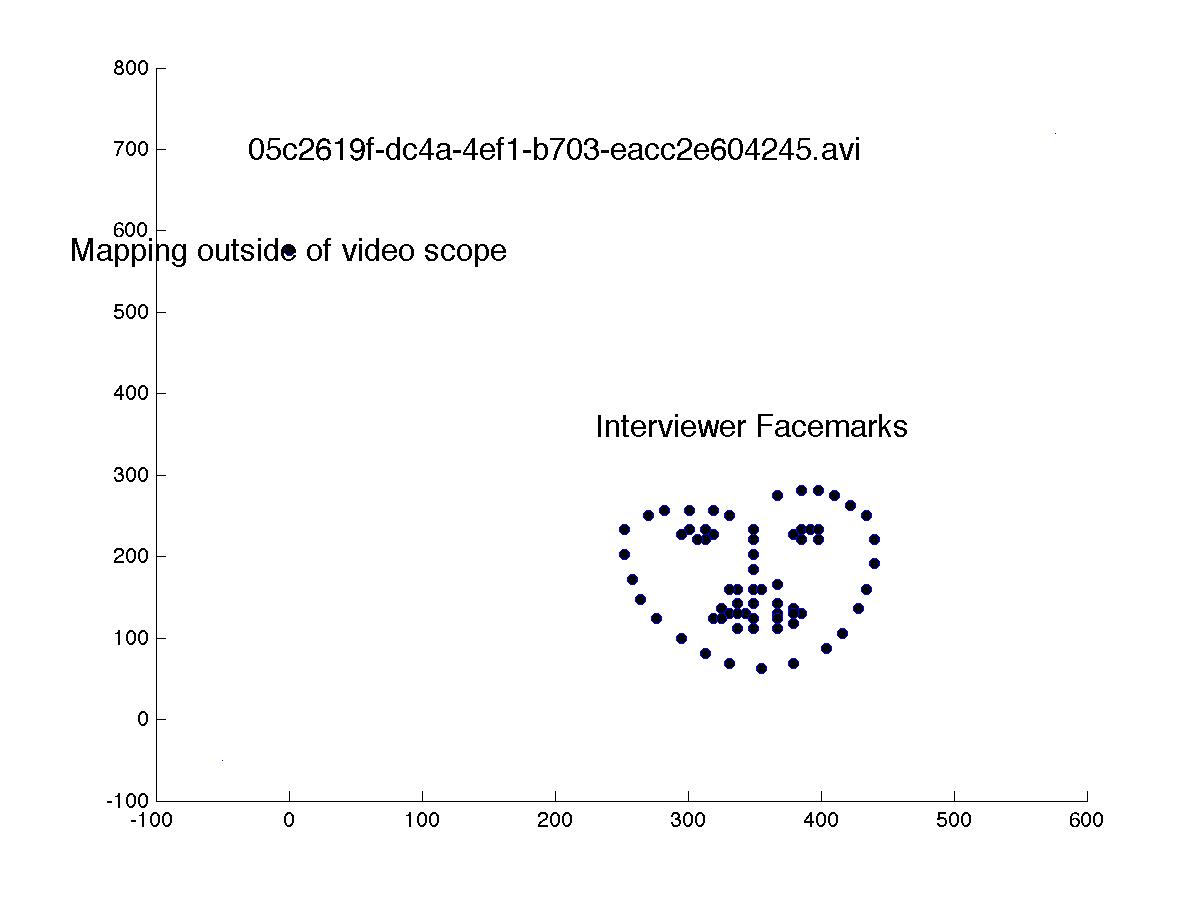 800
05c2619f-dc4a-4ef1-b703-eacc2e604245.avi
700
600
Mapping outside of video scope
500
400
Interviewer Facemarks
300
200
100
0
-100
-100 0 100 200 300 400 500 600